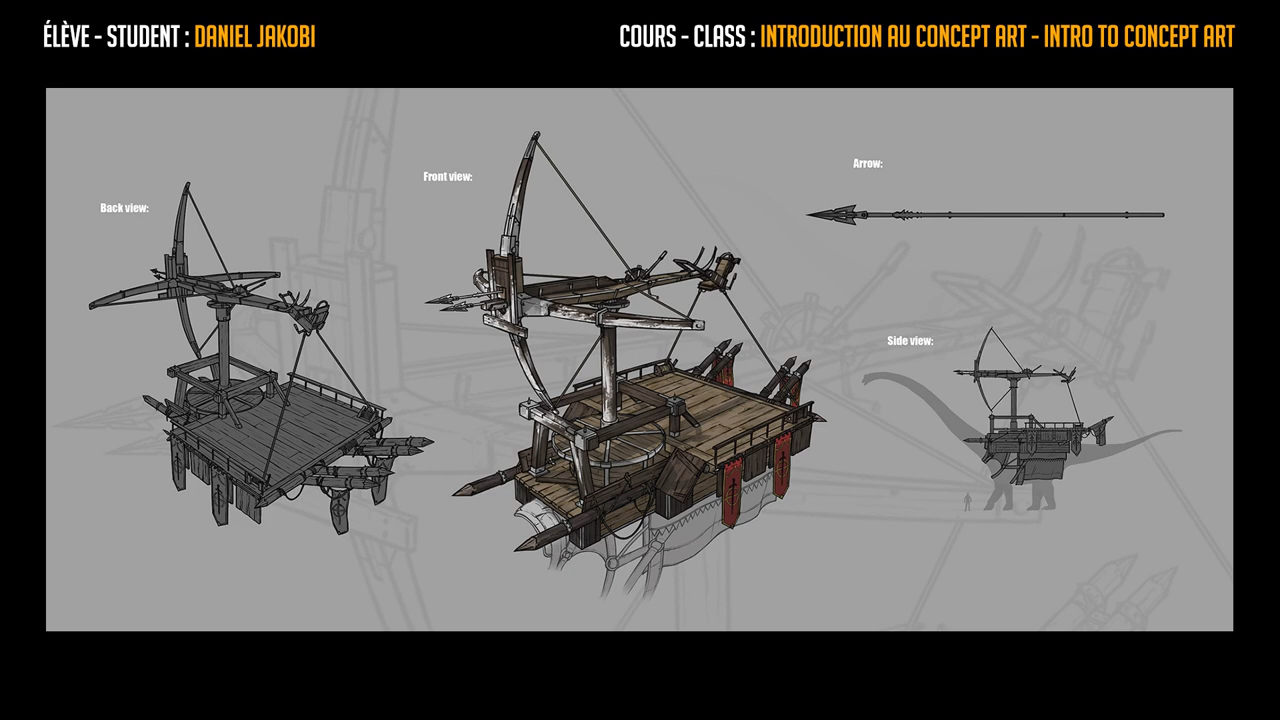 ÉLÈVE - STUDENT : DANIEL JAKOBI
COURS - CLASS : INTRODUCTION AU CONCEPT ART - INTRO TO CONCEPT ART
Arrow:
Front view:
Back view:
Side view: